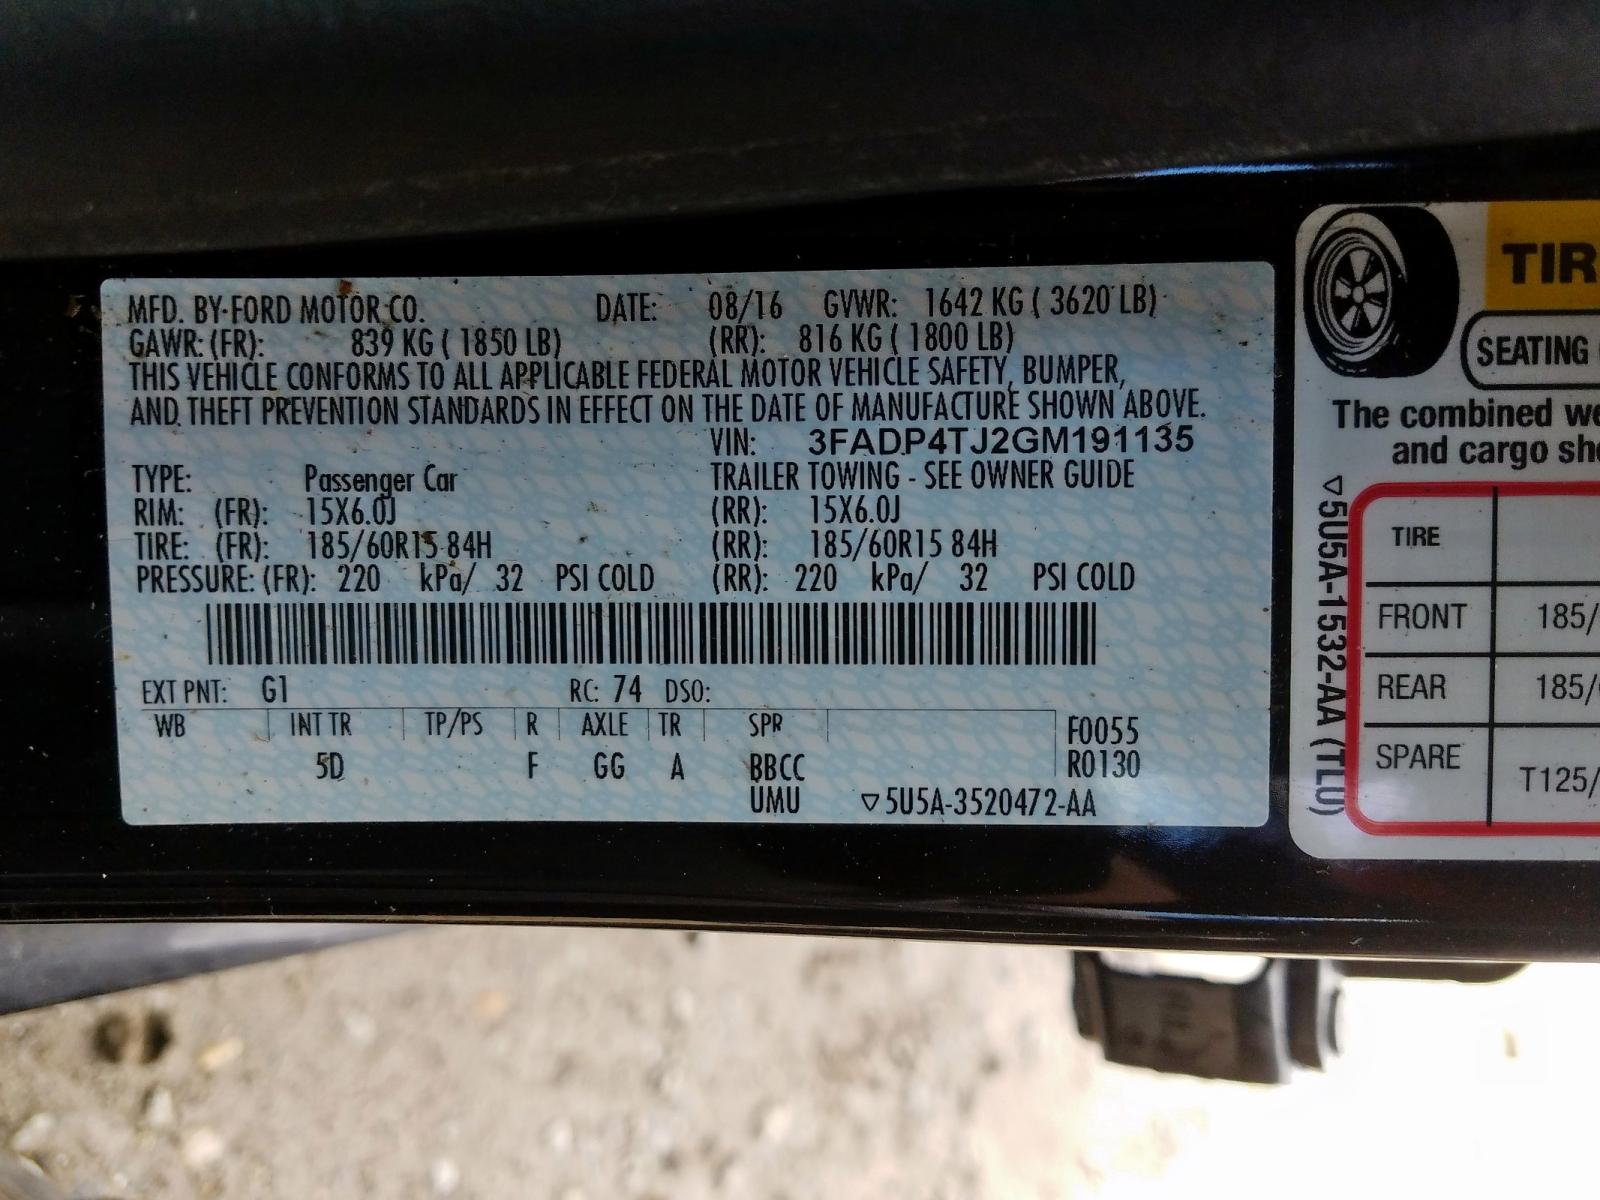 MFD. BY FORD MOTOR CO. DATE: 08/16 GVWR: 1642 KG ( 3620 LB)
GAWR: (FR): 839 KG ( 1850 LB) (RR): 816 KG ( 1800 LB)
THIS VEHICLE CONFORMS TO ALL APPLICABLE FEDERAL MOTOR VEHICLE SAFETY, BUMPER,
AND THEFT PREVENTION STANDARDS IN EFFECT ON THE DATE OF MANUFACTURE SHOWN ABOVE.
VIN: 3FADP4TJ2GM191135
TYPE: Passenger Car TRAILER TOWING - SEE OWNER GUIDE
RIM: (FR): 15X6.0J (RR): 15X6.0J
TIRE: (FR): 185/60R15 84H (RR): 185/60R15 84H
PRESSURE: (FR): 220 kPa/ 32 PSI COLD (RR): 220 kPa/ 32 PSI COLD
EXT PNT: G1 RC: 74 DSO:
WB INT TR TP/PS R AXLE TR SPR F0055
5D F GG A BBCC R0130
UMU ▽5U5A-3520472-AA
TIR
SEATING
The combined we
and cargo sho
▽5U5A-1532-AA (TLU)
TIRE
FRONT 185/
REAR 185/
SPARE T125/